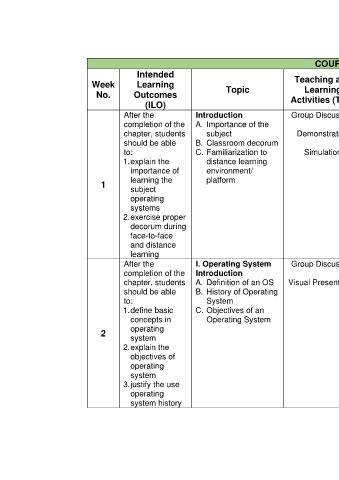 COUR
Week No.
Intended Learning Outcomes (ILO)
Topic
Teaching a
Learning
Activities (T
1
After the
completion of the
chapter, students
should be able
to:
1.explain the
importance of
learning the
subject
operating
systems
2.exercise proper
decorum during
face-to-face
and distance
learning
Introduction
A. Importance of the
subject
B. Classroom decorum
C. Familiarization to
distance learning
environment/
platform
Group Discus
Demonstrat
Simulation
2
After the
completion of the
chapter, students
should be able
to:
1.define basic
concepts in
operating
system
2.explain the
objectives of
operating
system
3.justify the use
operating
system history
I. Operating System
Introduction
A. Definition of an OS
B. History of Operating
System
C. Objectives of an
Operating System
Group Discus
Visual Present